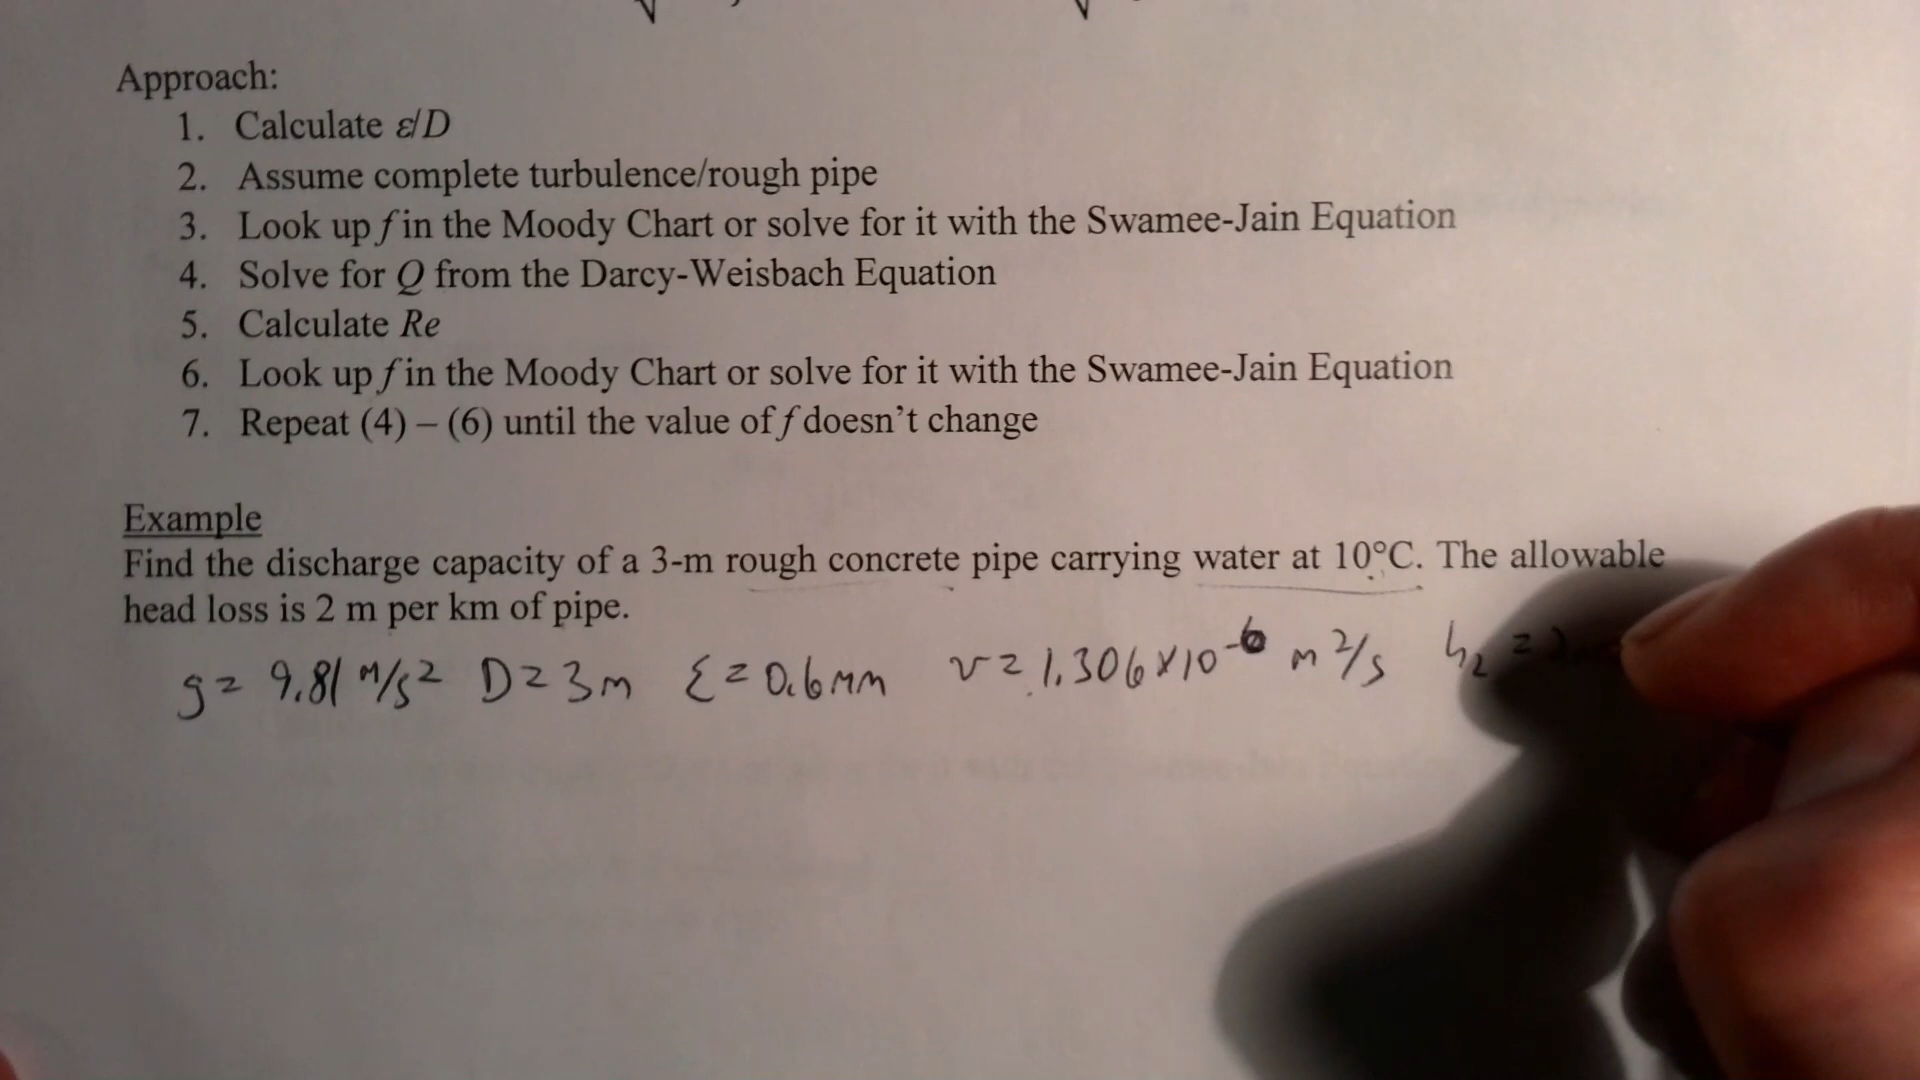 Approach:
1. Calculate ε/D
2. Assume complete turbulence/rough pipe
3. Look up f in the Moody Chart or solve for it with the Swamee-Jain Equation
4. Solve for Q from the Darcy-Weisbach Equation
5. Calculate Re
6. Look up f in the Moody Chart or solve for it with the Swamee-Jain Equation
7. Repeat (4) – (6) until the value of f doesn't change
Example
Find the discharge capacity of a 3-m rough concrete pipe carrying water at 10°C. The allowable
head loss is 2 m per km of pipe.
g = 9.81 m/s² D = 3m ε = 0.6mm ν = 1.306 x 10⁻⁶ m²/s h_L =